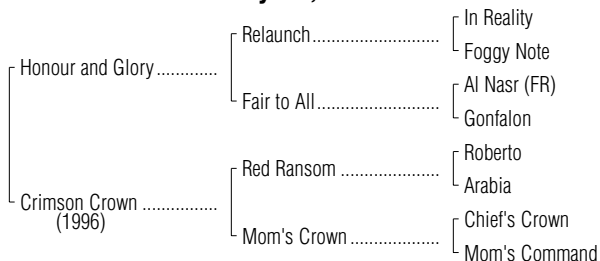 In Reality
Relaunch....................
Foggy Note
Honour and Glory .............
Al Nasr (FR)
Fair to All...........................
Gonfalon
Roberto
Red Ransom .....................
Arabia
Crimson Crown ................
(1996)
Chief's Crown
Mom's Crown....................
Mom's Command